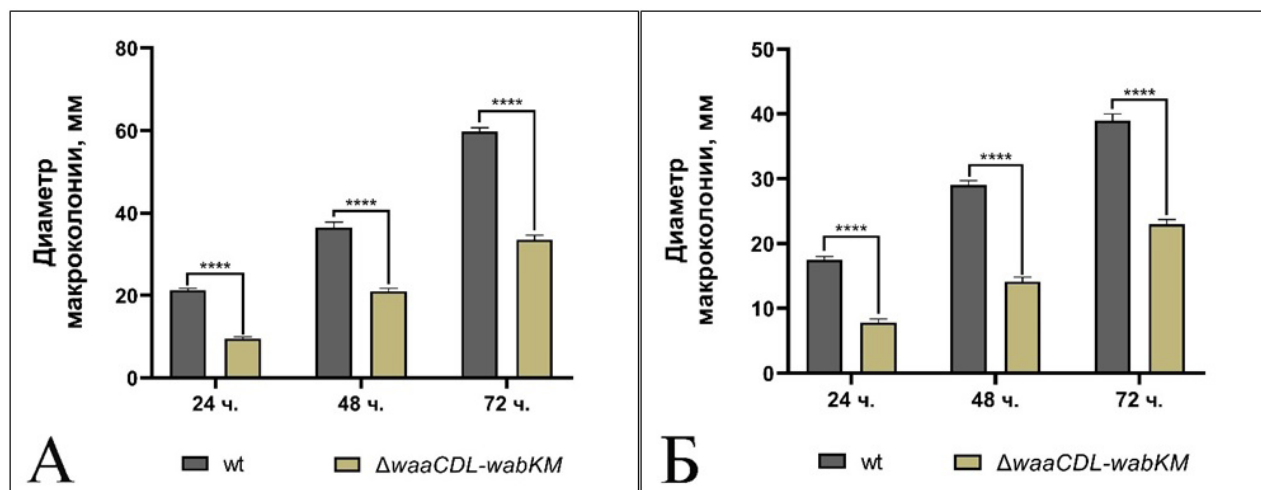 Диаметр
макроколонии, мм
80
60
40
20
0
****
****
****
24 ч.
48 ч.
72 ч.
А
wt
ΔwaaCDL-wabKM
Диаметр
макроколонии, мм
50
40
30
20
10
0
****
****
****
24 ч.
48 ч.
72 ч.
Б
wt
ΔwaaCDL-wabKM